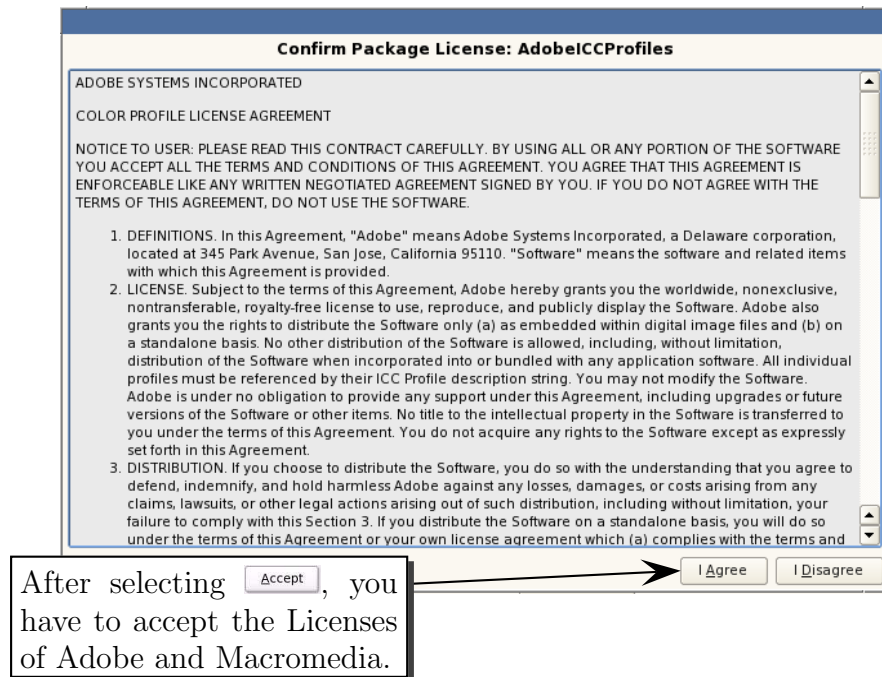 Confirm Package License: AdobeICCProfiles
ADOBE SYSTEMS INCORPORATED
COLOR PROFILE LICENSE AGREEMENT
NOTICE TO USER: PLEASE READ THIS CONTRACT CAREFULLY. BY USING ALL OR ANY PORTION OF THE SOFTWARE
YOU ACCEPT ALL THE TERMS AND CONDITIONS OF THIS AGREEMENT. YOU AGREE THAT THIS AGREEMENT IS
ENFORCEABLE LIKE ANY WRITTEN NEGOTIATED AGREEMENT SIGNED BY YOU. IF YOU DO NOT AGREE WITH THE
TERMS OF THIS AGREEMENT, DO NOT USE THE SOFTWARE.
1. DEFINITIONS. In this Agreement, "Adobe" means Adobe Systems Incorporated, a Delaware corporation,
located at 345 Park Avenue, San Jose, California 95110. "Software" means the software and related items
with which this Agreement is provided.
2. LICENSE. Subject to the terms of this Agreement, Adobe hereby grants you the worldwide, nonexclusive,
nontransferable, royalty-free license to use, reproduce, and publicly display the Software. Adobe also
grants you the rights to distribute the Software only (a) as embedded within digital image files and (b) on
a standalone basis. No other distribution of the Software is allowed, including, without limitation,
distribution of the Software when incorporated into or bundled with any application software. All individual
profiles must be referenced by their ICC Profile description string. You may not modify the Software.
Adobe is under no obligation to provide any support under this Agreement, including upgrades or future
versions of the Software or other items. No title to the intellectual property in the Software is transferred to
you under the terms of this Agreement. You do not acquire any rights to the Software except as expressly
set forth in this Agreement.
3. DISTRIBUTION. If you choose to distribute the Software, you do so with the understanding that you agree to
defend, indemnify, and hold harmless Adobe against any losses, damages, or costs arising from any
claims, lawsuits, or other legal actions arising out of such distribution, including without limitation, your
failure to comply with this Section 3. If you distribute the Software on a standalone basis, you will do so
under the terms of this Agreement or your own license agreement which (a) complies with the terms and
I Agree I Disagree
After selecting Accept, you
have to accept the Licenses
of Adobe and Macromedia.